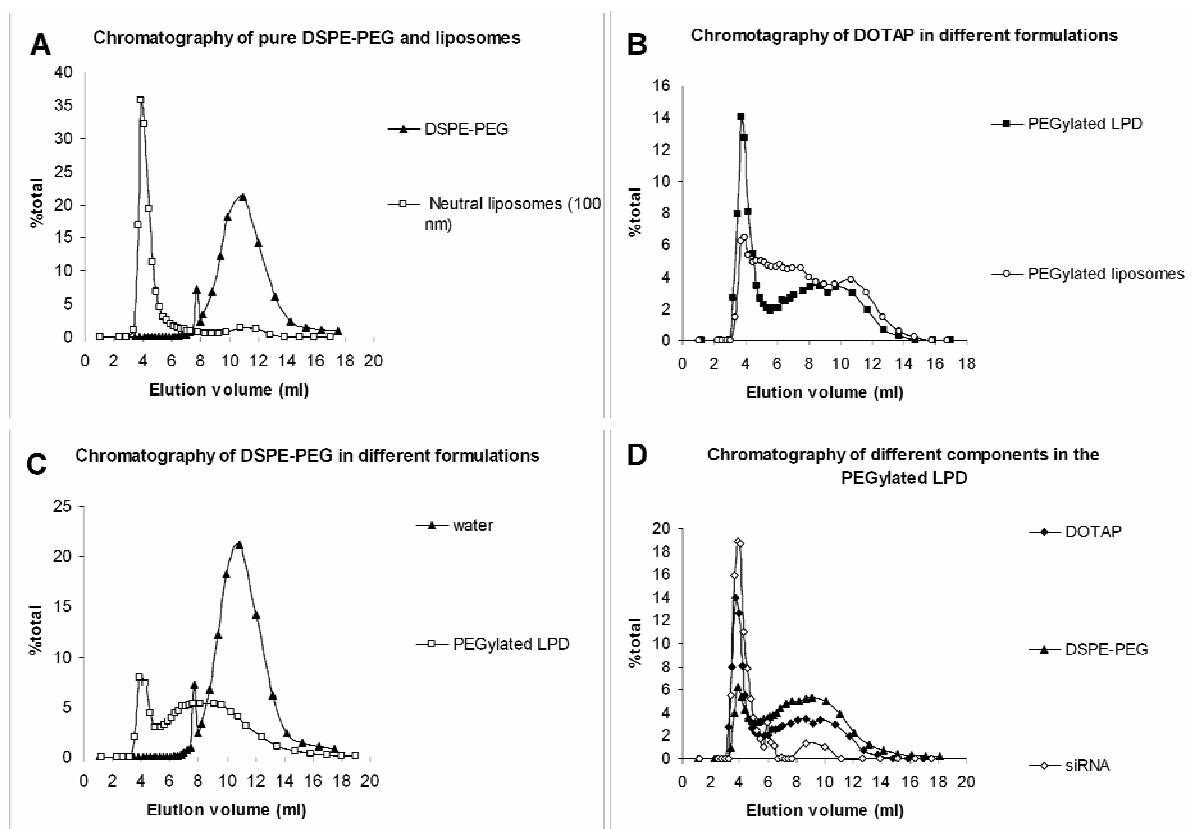 A
Chromatography of pure DSPE-PEG and liposomes
40
35
30
25
20
15
10
5
0
%total
0 2 4 6 8 10 12 14 16 18 20
Elution volume (ml)
DSPE-PEG
Neutral liposomes (100
nm)
B
Chromotagraphy of DOTAP in different formulations
16
14
12
10
8
6
4
2
0
%total
0 2 4 6 8 10 12 14 16 18
Elution volume (ml)
PEGylated LPD
PEGylated liposomes
C
Chromatography of DSPE-PEG in different formulations
25
20
15
10
5
0
%total
0 2 4 6 8 10 12 14 16 18 20
Elution volume (ml)
water
PEGylated LPD
D
Chromatography of different components in the
PEGylated LPD
20
18
16
14
12
10
8
6
4
2
0
%total
0 2 4 6 8 10 12 14 16 18 20
Elution volume (ml)
DOTAP
DSPE-PEG
siRNA